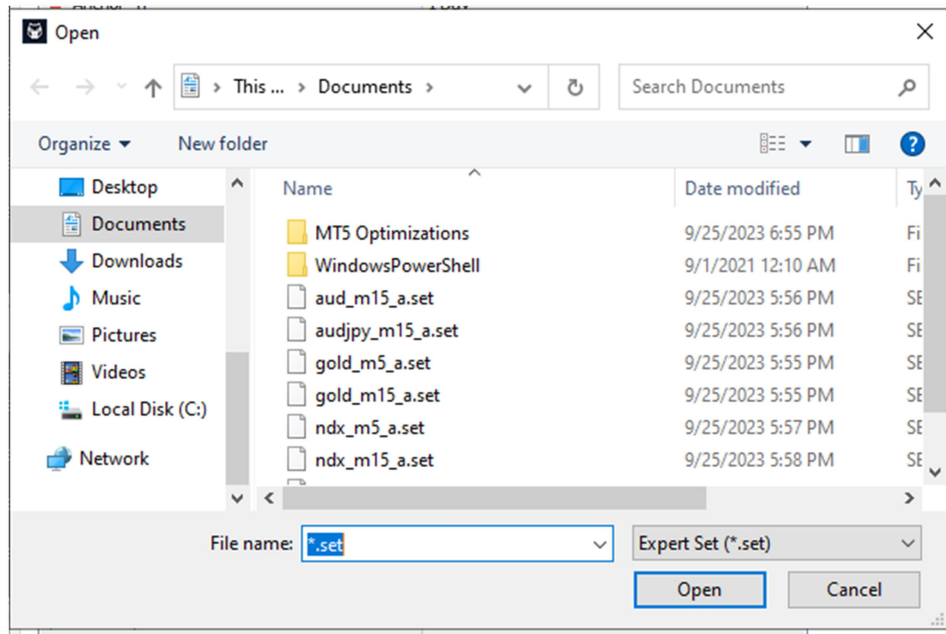 Open
This ...
Documents
Search Documents
Organize
New folder
Desktop
Documents
Downloads
Music
Pictures
Videos
Local Disk (C:)
Network
Name Date modified Ty
MT5 Optimizations 9/25/2023 6:55 PM Fi
WindowsPowerShell 9/1/2021 12:10 AM Fi
aud_m15_a.set 9/25/2023 5:56 PM SE
audjpy_m15_a.set 9/25/2023 5:56 PM SE
gold_m5_a.set 9/25/2023 5:55 PM SE
gold_m15_a.set 9/25/2023 5:55 PM SE
ndx_m5_a.set 9/25/2023 5:57 PM SE
ndx_m15_a.set 9/25/2023 5:58 PM SE
File name: *.set Expert Set (*.set)
Open Cancel